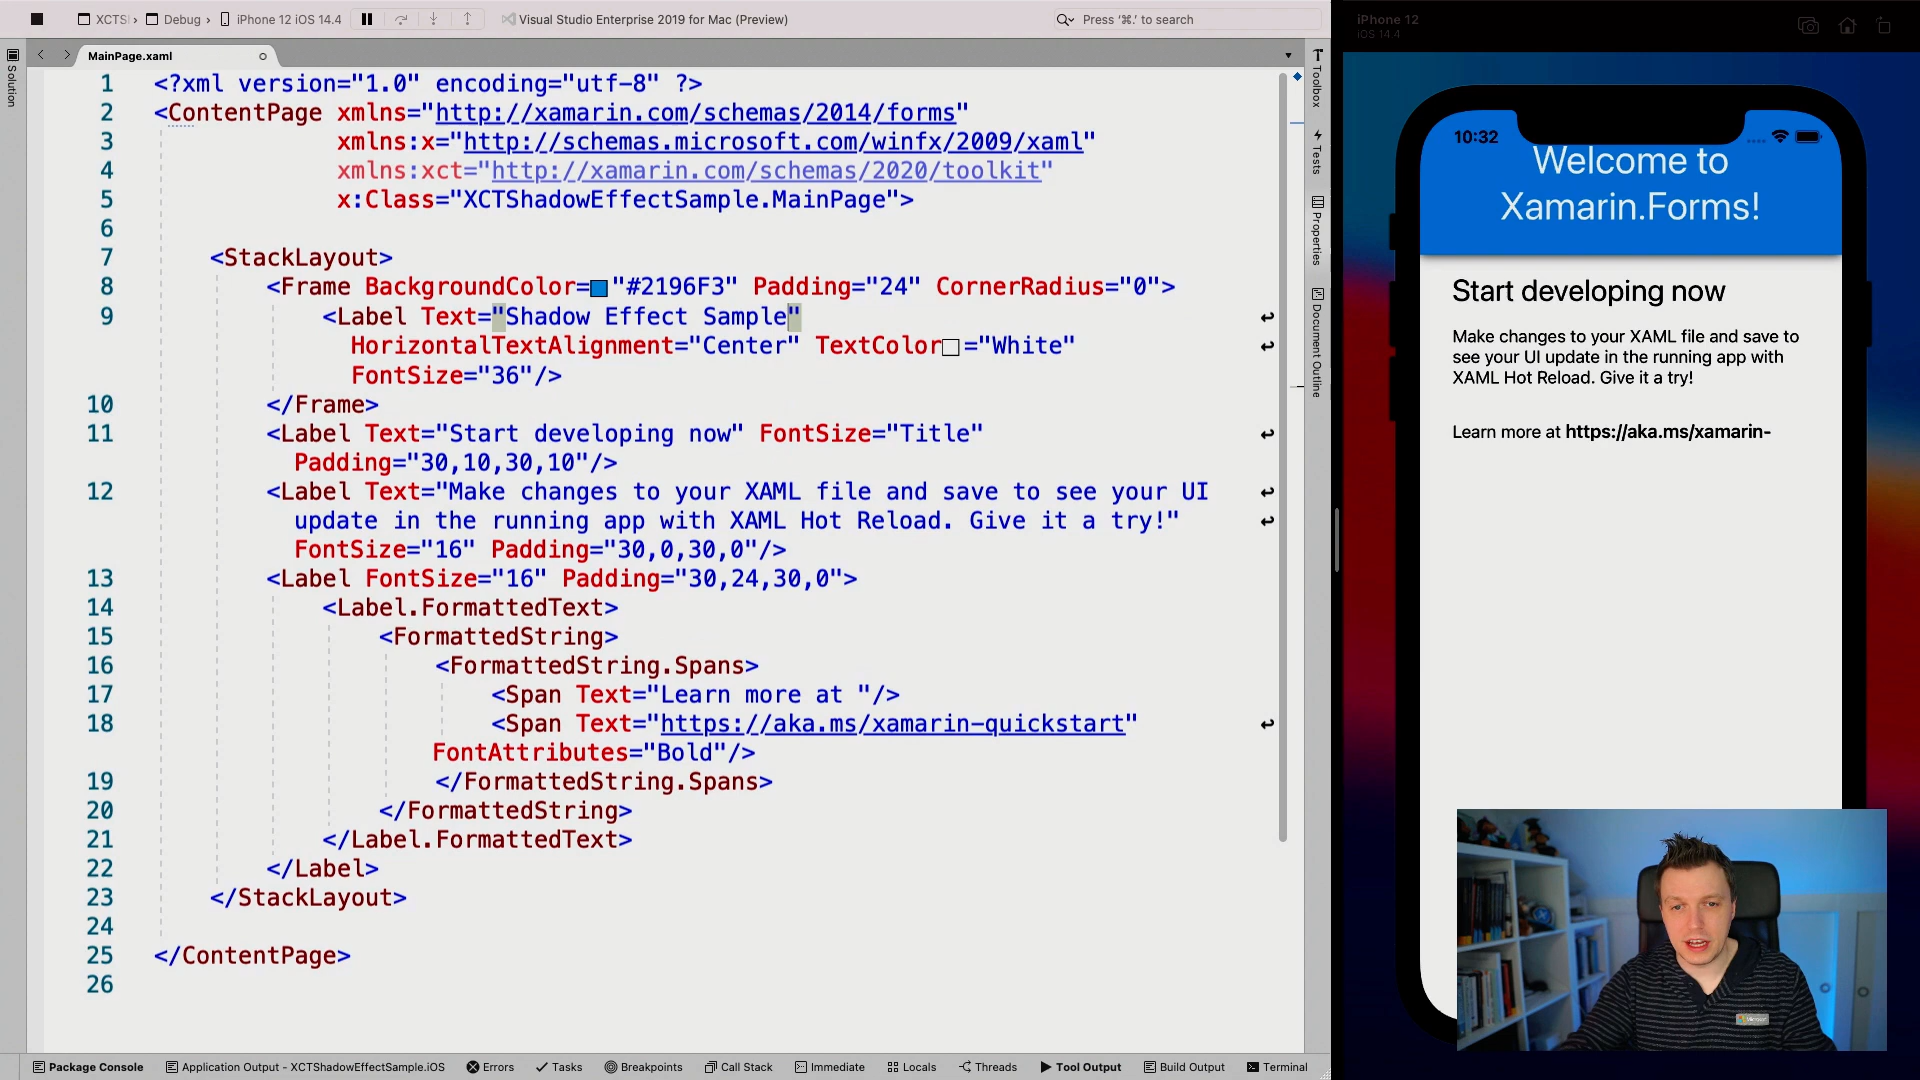 XCTS
Debug
iPhone 12 iOS 14.4
Visual Studio Enterprise 2019 for Mac (Preview)
Press '⌘.' to search
MainPage.xaml
Solution
1 <?xml version="1.0" encoding="utf-8" ?>
2 <ContentPage xmlns="http://xamarin.com/schemas/2014/forms"
3 xmlns:x="http://schemas.microsoft.com/winfx/2009/xaml"
4 xmlns:xct="http://xamarin.com/schemas/2020/toolkit"
5 x:Class="XCTShadowEffectSample.MainPage">
6
7 <StackLayout>
8 <Frame BackgroundColor="#2196F3" Padding="24" CornerRadius="0">
9 <Label Text="Shadow Effect Sample"
HorizontalTextAlignment="Center" TextColor="White"
FontSize="36"/>
10 </Frame>
11 <Label Text="Start developing now" FontSize="Title"
Padding="30,10,30,10"/>
12 <Label Text="Make changes to your XAML file and save to see your UI
update in the running app with XAML Hot Reload. Give it a try!"
FontSize="16" Padding="30,0,30,0"/>
13 <Label FontSize="16" Padding="30,24,30,0">
14 <Label.FormattedText>
15 <FormattedString>
16 <FormattedString.Spans>
17 <Span Text="Learn more at "/>
18 <Span Text="https://aka.ms/xamarin-quickstart"
FontAttributes="Bold"/>
19 </FormattedString.Spans>
20 </FormattedString>
21 </Label.FormattedText>
22 </Label>
23 </StackLayout>
24
25 </ContentPage>
26
Toolbox
Tests
Properties
Document Outline
Package Console
Application Output - XCTShadowEffectSample.iOS
Errors
Tasks
Breakpoints
Call Stack
Immediate
Locals
Threads
Tool Output
Build Output
Terminal
iPhone 12
iOS 14.4
10:32
Welcome to
Xamarin.Forms!
Start developing now
Make changes to your XAML file and save to
see your UI update in the running app with
XAML Hot Reload. Give it a try!
Learn more at https://aka.ms/xamarin-